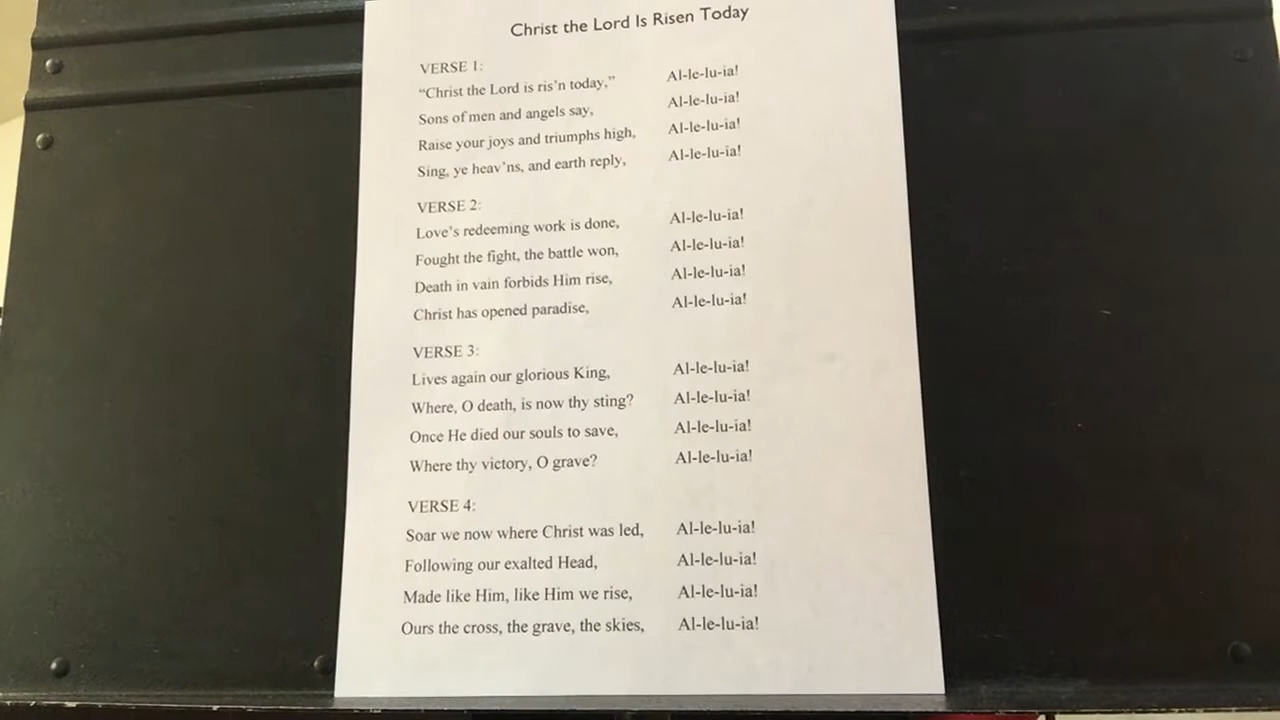 Christ the Lord Is Risen Today
VERSE 1:
“Christ the Lord is ris’n today,” Al-le-lu-ia!
Sons of men and angels say, Al-le-lu-ia!
Raise your joys and triumphs high, Al-le-lu-ia!
Sing, ye heav’ns, and earth reply, Al-le-lu-ia!
VERSE 2:
Love’s redeeming work is done, Al-le-lu-ia!
Fought the fight, the battle won, Al-le-lu-ia!
Death in vain forbids Him rise, Al-le-lu-ia!
Christ has opened paradise, Al-le-lu-ia!
VERSE 3:
Lives again our glorious King, Al-le-lu-ia!
Where, O death, is now thy sting? Al-le-lu-ia!
Once He died our souls to save, Al-le-lu-ia!
Where thy victory, O grave? Al-le-lu-ia!
VERSE 4:
Soar we now where Christ was led, Al-le-lu-ia!
Following our exalted Head, Al-le-lu-ia!
Made like Him, like Him we rise, Al-le-lu-ia!
Ours the cross, the grave, the skies, Al-le-lu-ia!